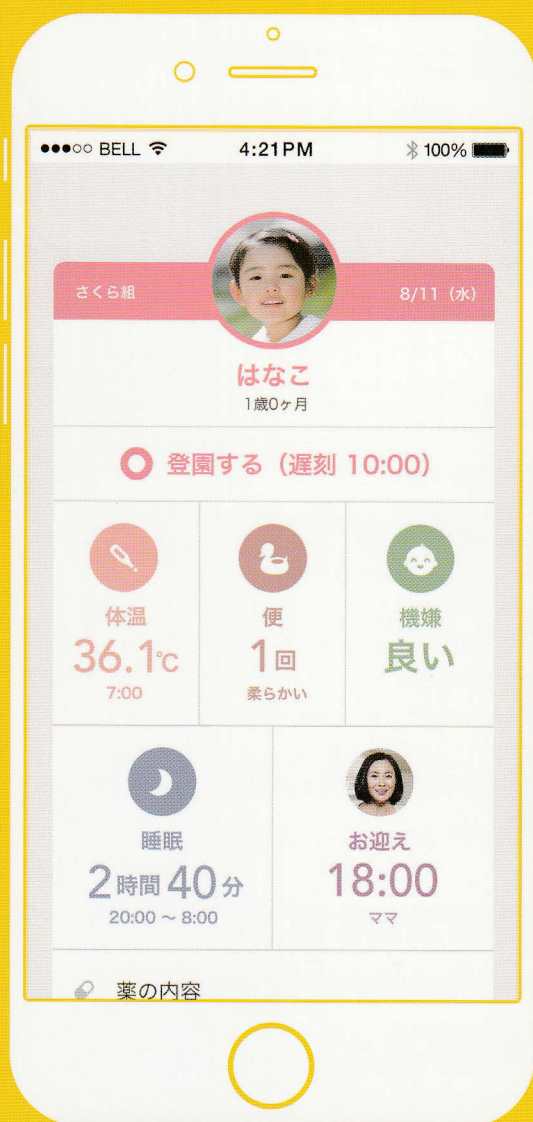 ●●●○○ BELL 4:21PM 100%
さくら組 8/11 (水)
はなこ
1歳0ヶ月
登園する（遅刻 10:00）
体温 便 機嫌
36.1℃ 1回 良い
7:00 柔らかい
睡眠 お迎え
2時間40分 18:00
20:00 ~ 8:00 ママ
薬の内容